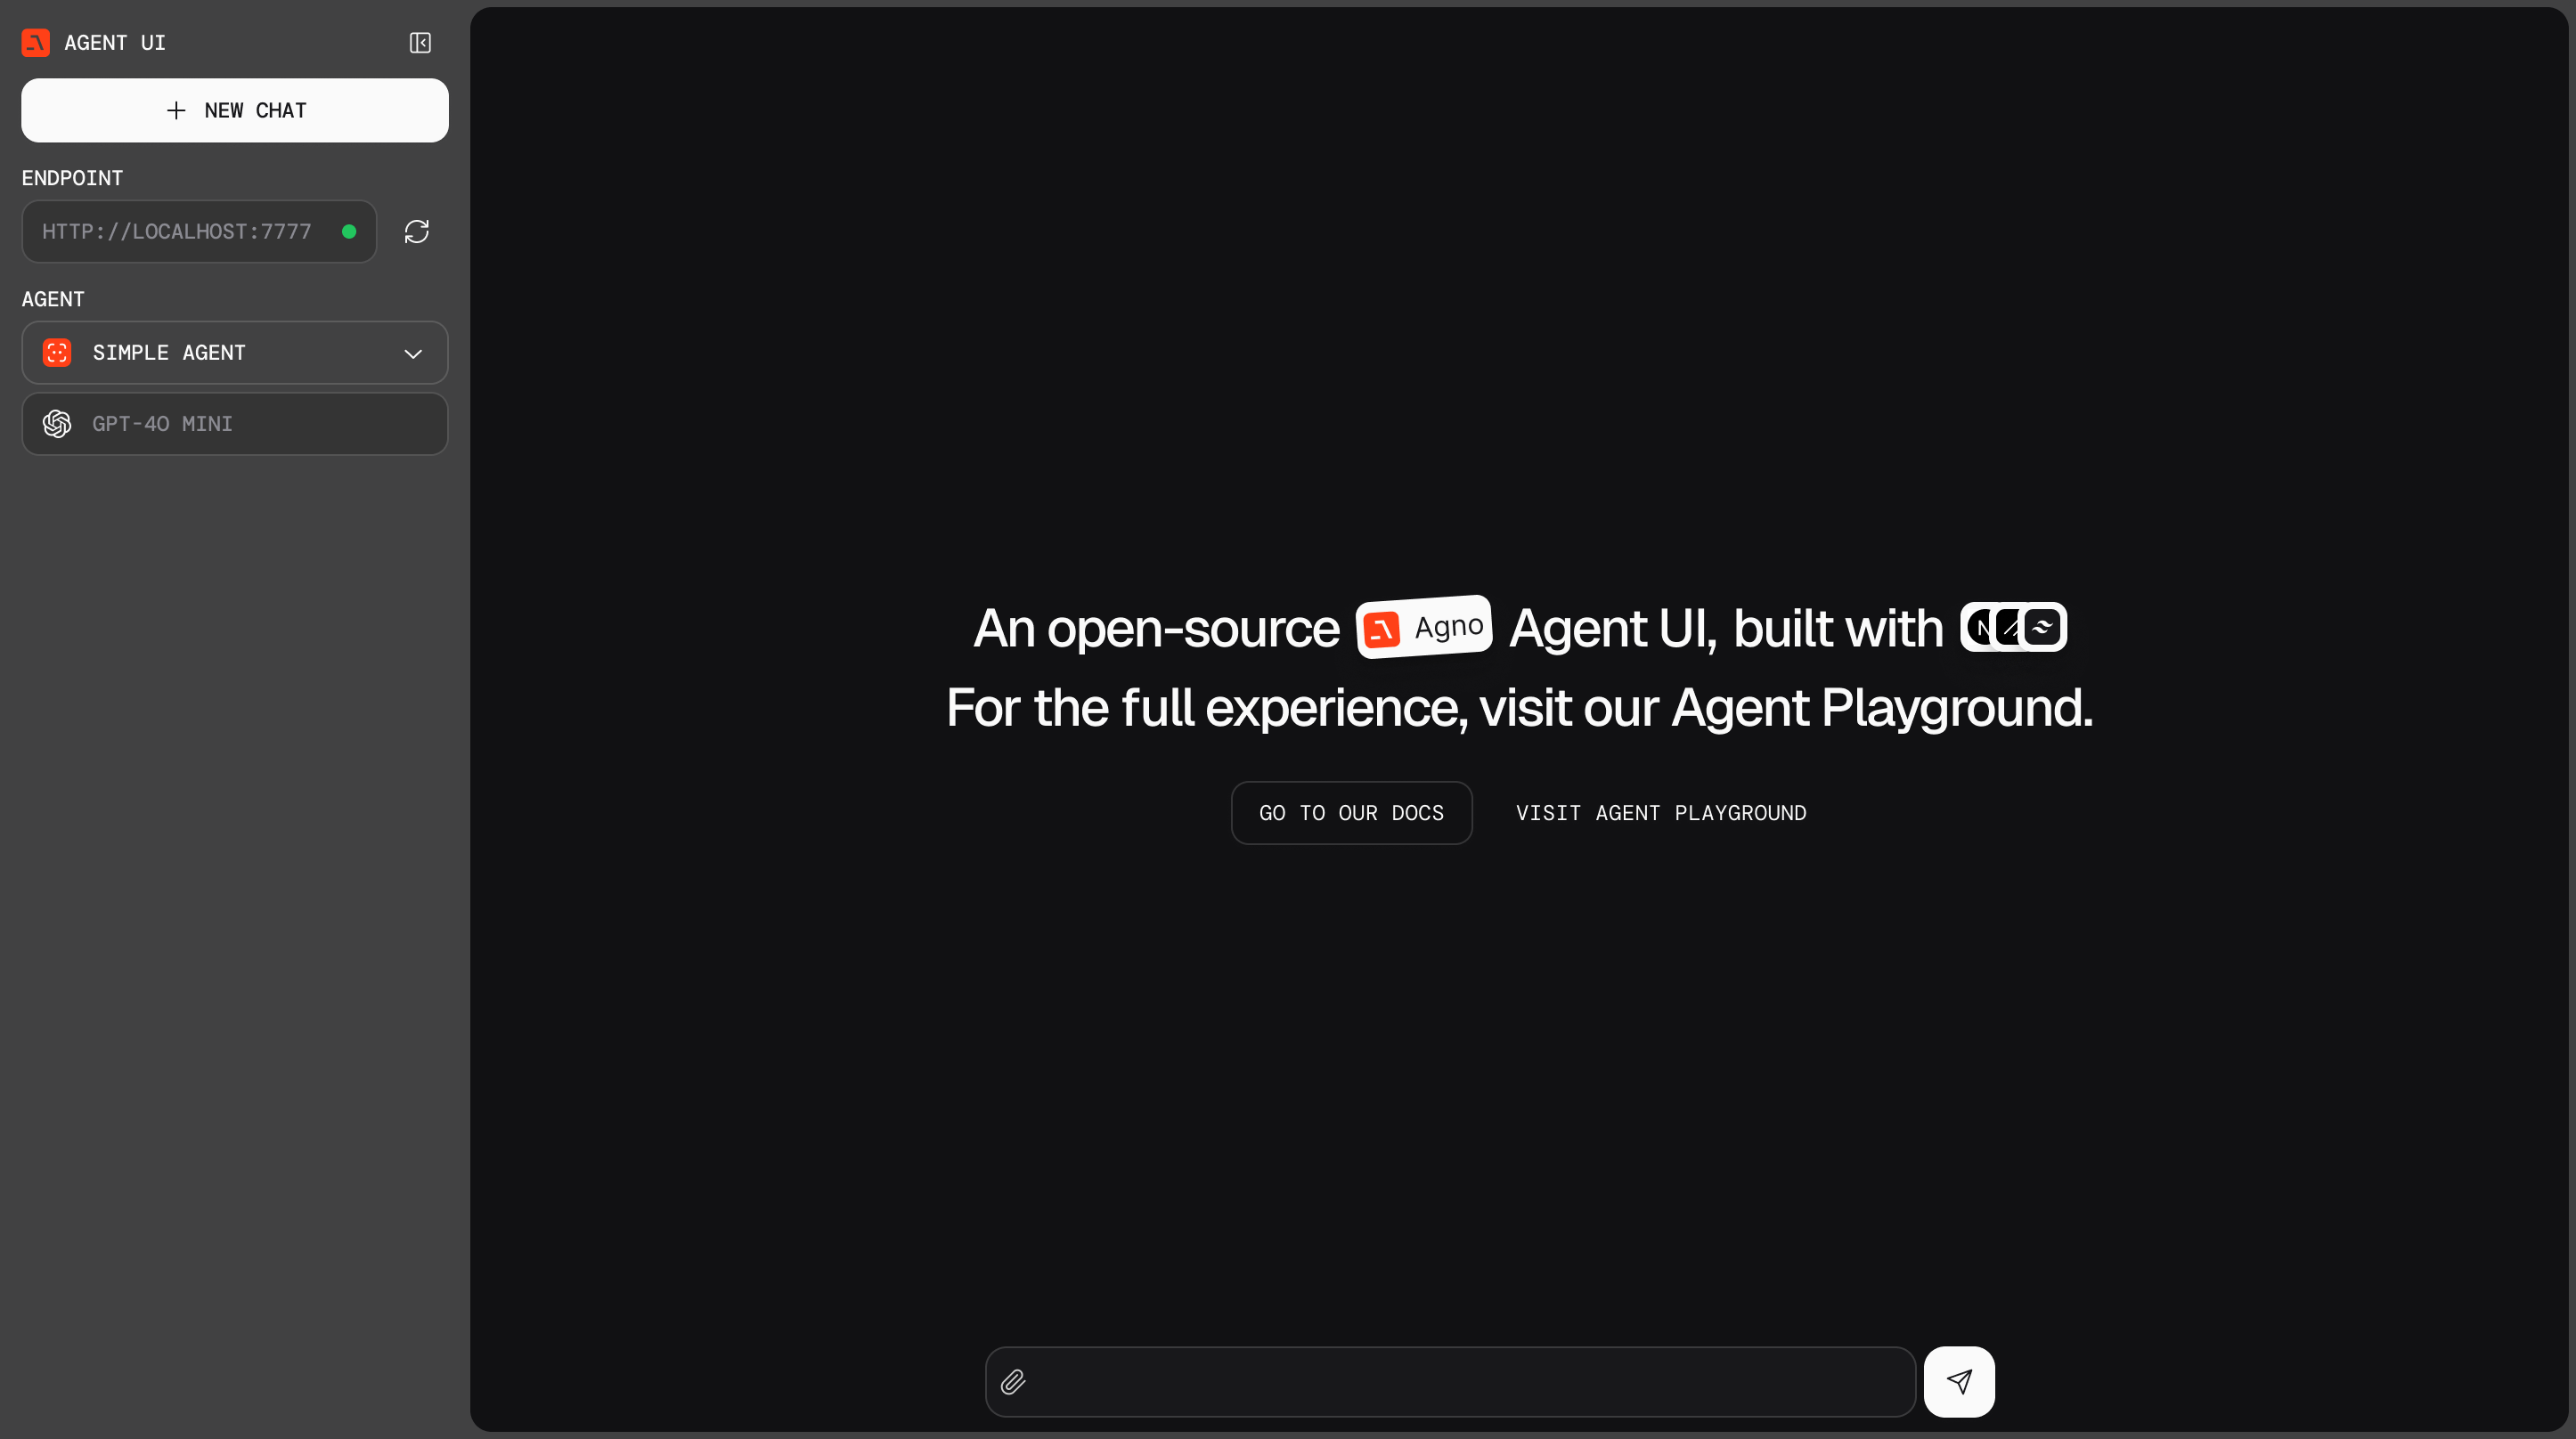 AGENT UI
NEW CHAT
ENDPOINT
HTTP://LOCALHOST:7777
AGENT
SIMPLE AGENT
GPT-4O MINI
An open-source Agno Agent UI, built with
For the full experience, visit our Agent Playground.
GO TO OUR DOCS
VISIT AGENT PLAYGROUND